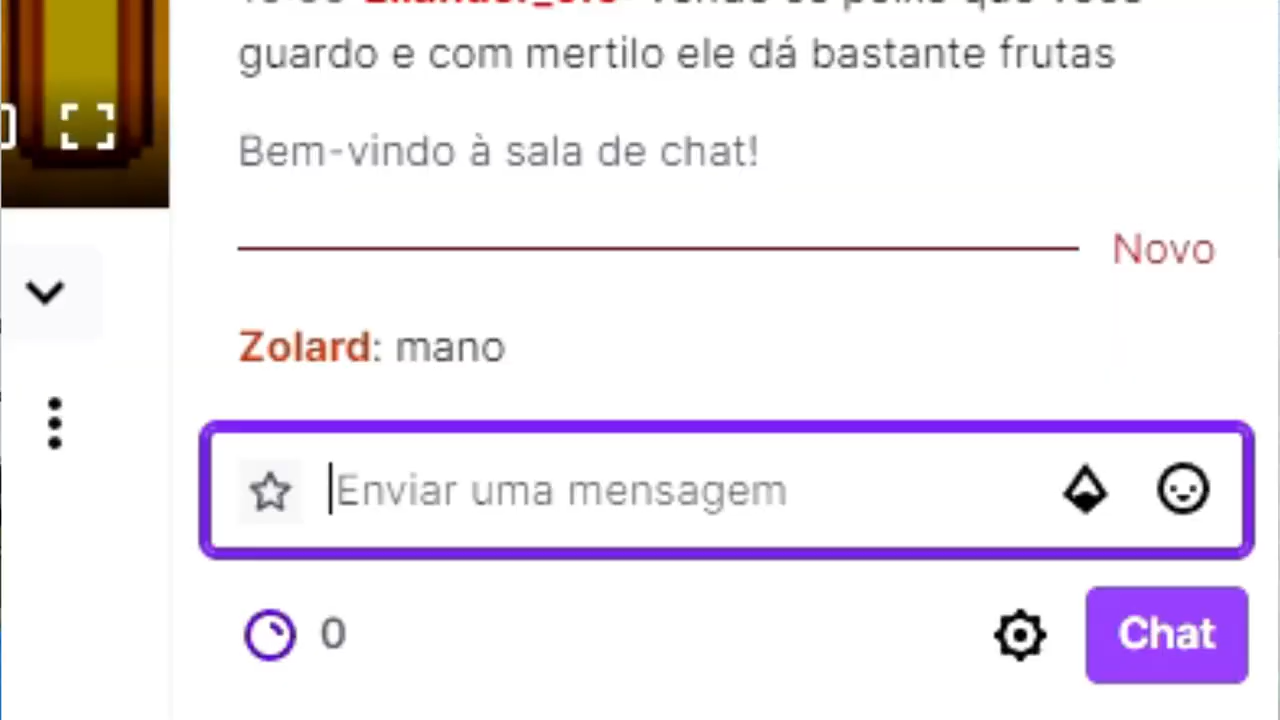 guardo e com mertilo ele dá bastante frutas
Bem-vindo à sala de chat!
Novo
Zolard: mano
Enviar uma mensagem
0
Chat